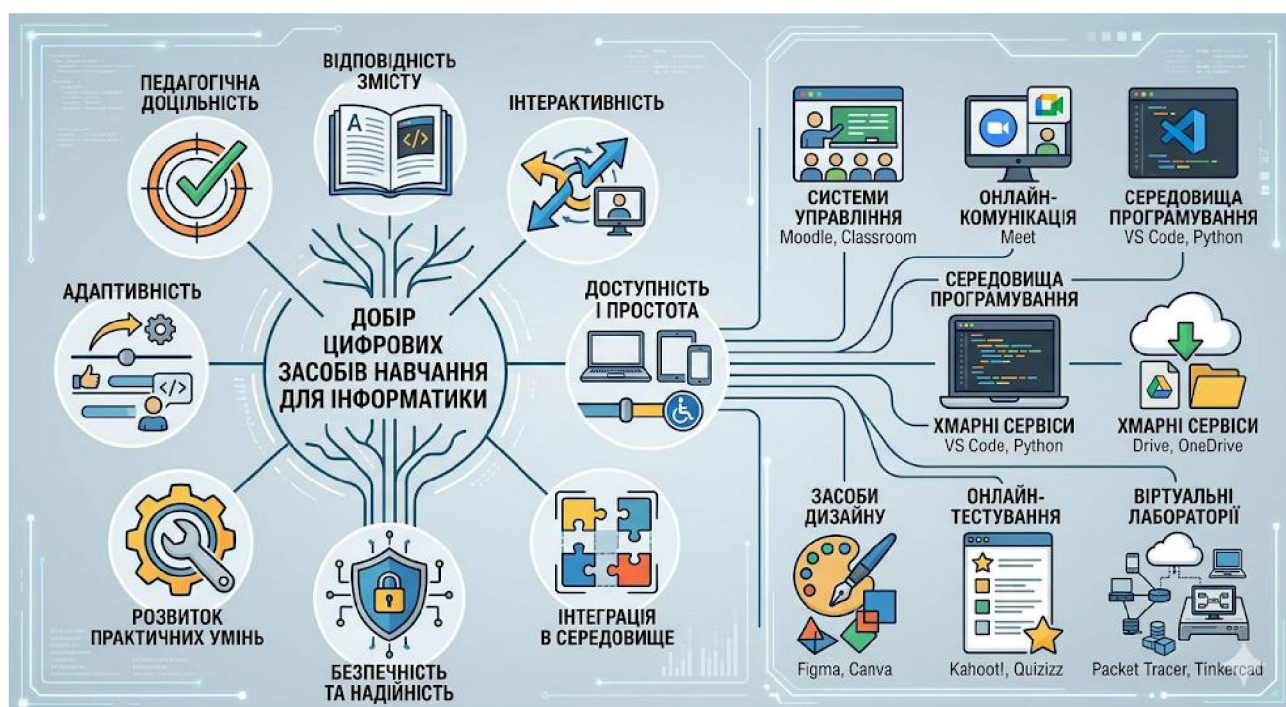 ПЕДАГОГІЧНА
ДОЦІЛЬНІСТЬ
ВІДПОВІДНІСТЬ
ЗМІСТУ
A
</>
ІНТЕРАКТИВНІСТЬ
АДАПТИВНІСТЬ
</>
ДОБІР
ЦИФРОВИХ
ЗАСОБІВ НАВЧАННЯ
ДЛЯ ІНФОРМАТИКИ
ДОСТУПНІСТЬ
І ПРОСТОТА
РОЗВИТОК
ПРАКТИЧНИХ УМІНЬ
БЕЗПЕЧНІСТЬ
ТА НАДІЙНІСТЬ
ІНТЕГРАЦІЯ
В СЕРЕДОВИЩЕ
СИСТЕМИ
УПРАВЛІННЯ
Moodle, Classroom
ОНЛАЙН-
КОМУНІКАЦІЯ
Meet
СЕРЕДОВИЩА
ПРОГРАМУВАННЯ
VS Code, Python
СЕРЕДОВИЩА
ПРОГРАМУВАННЯ
ХМАРНІ СЕРВІСИ
VS Code, Python
ХМАРНІ СЕРВІСИ
Drive, OneDrive
ЗАСОБИ
ДИЗАЙНУ
Figma, Canva
ОНЛАЙН-
ТЕСТУВАННЯ
Kahoot!, Quizizz
ВІРТУАЛЬНІ
ЛАБОРАТОРІЇ
Packet Tracer, Tinkercad